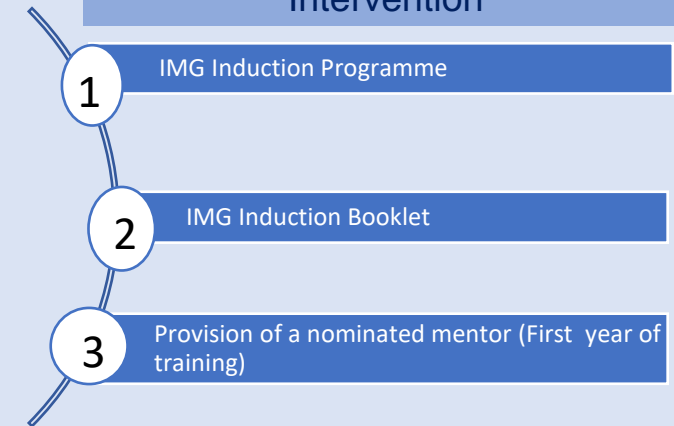 Intervention
1
IMG Induction Programme
2
IMG Induction Booklet
3
Provision of a nominated mentor (First year of
training)